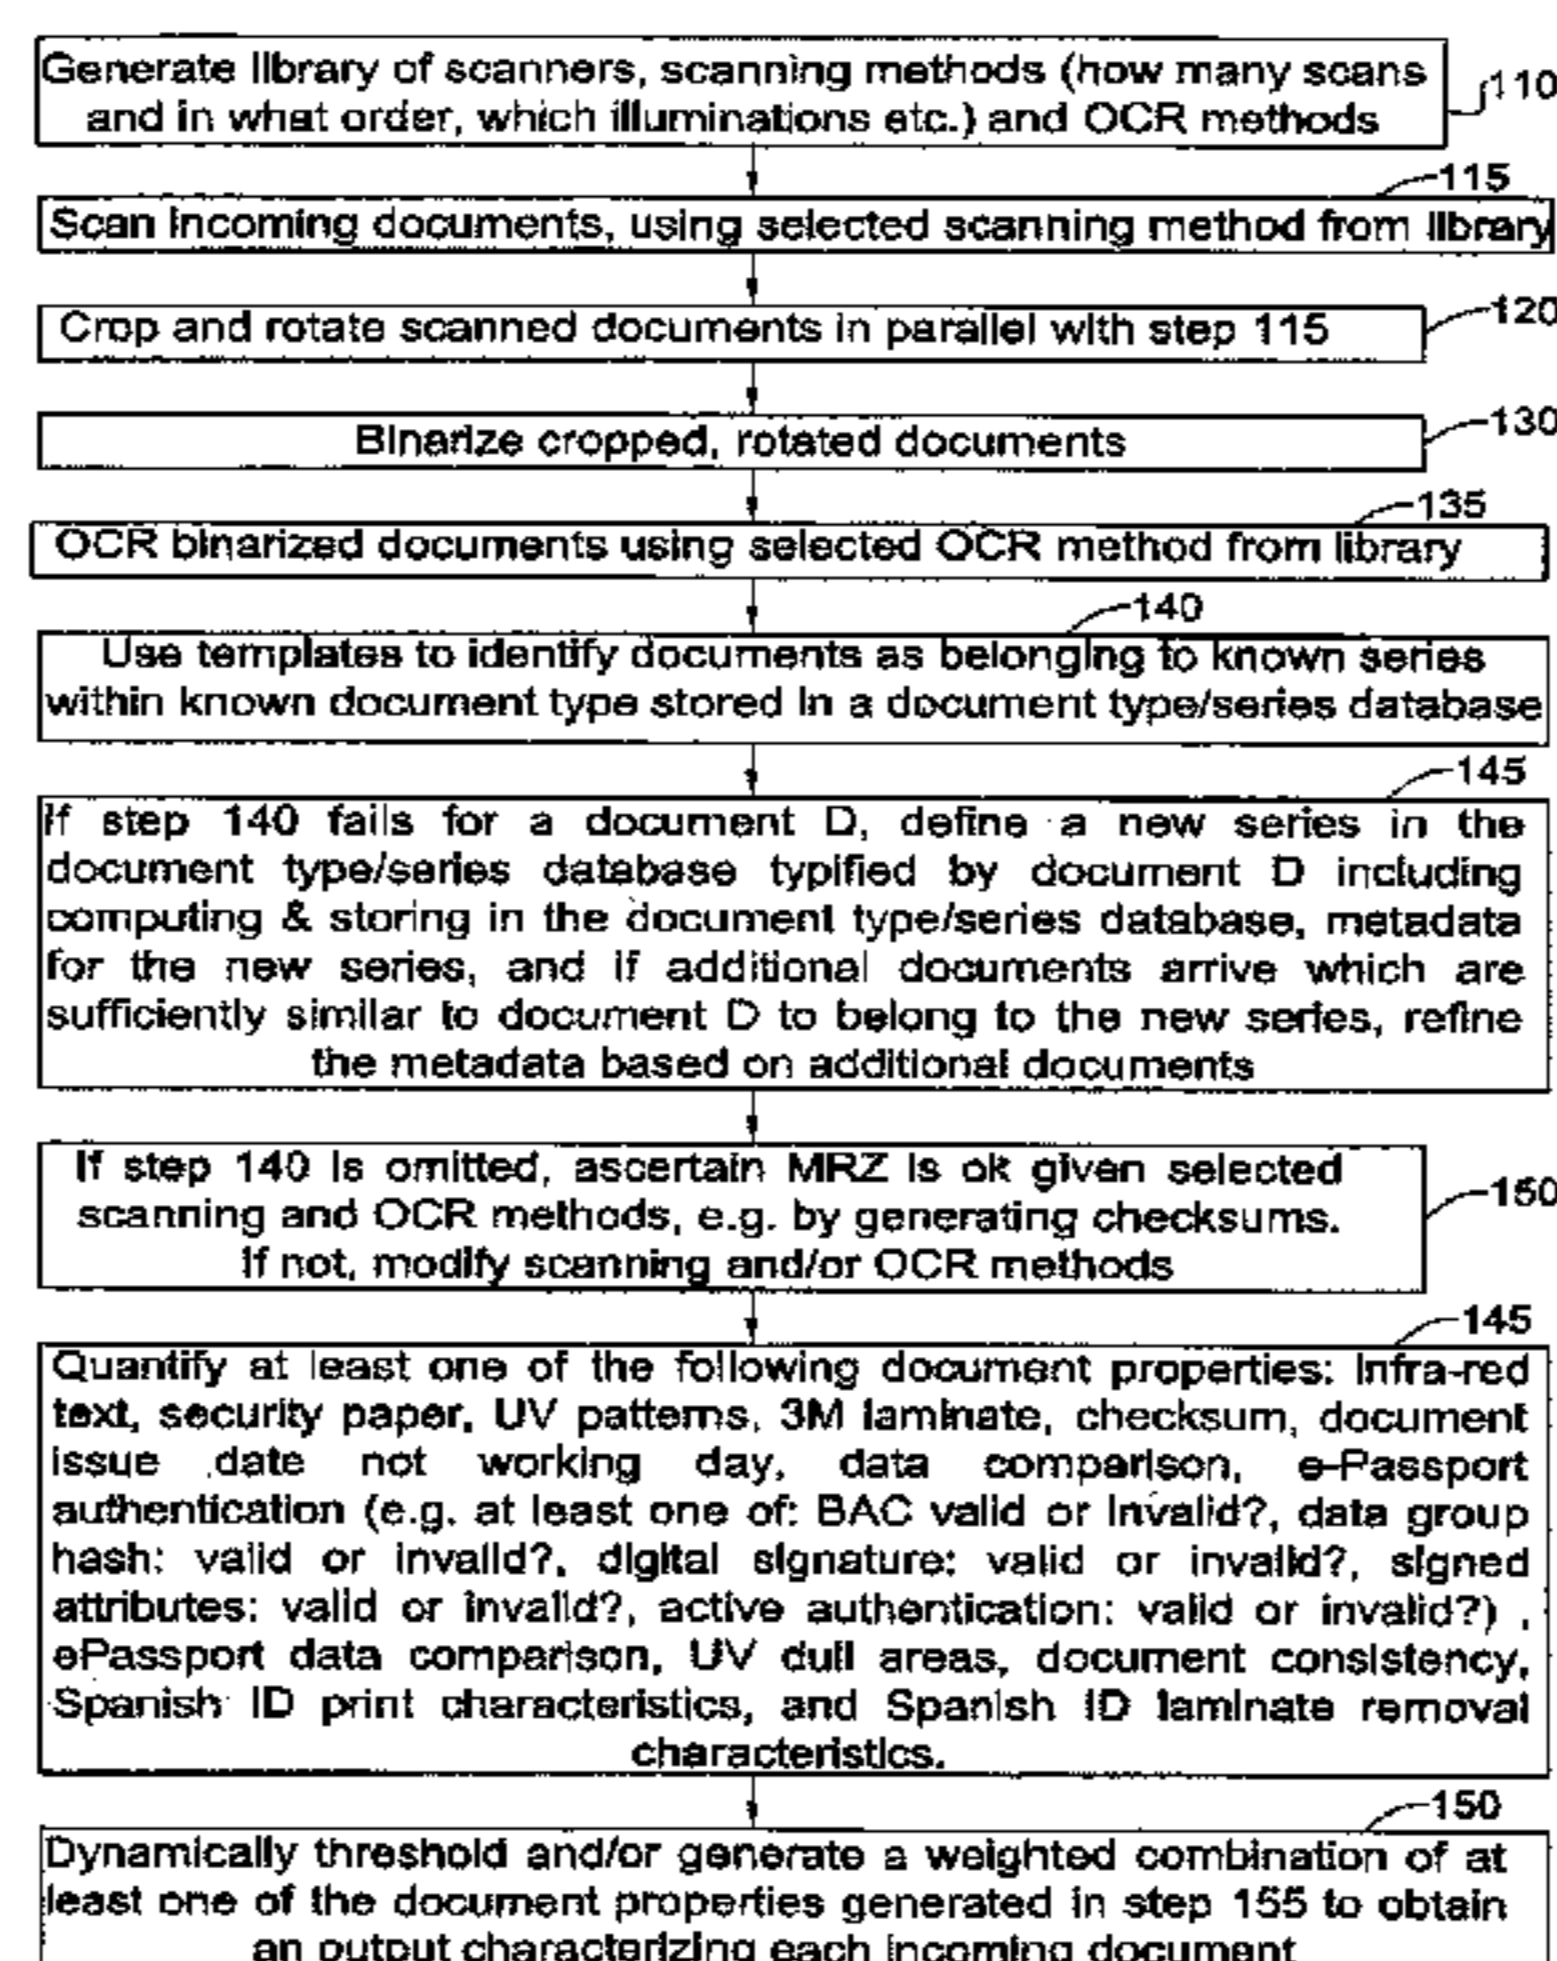 Generate library of scanners, scanning methods (how many scans
and in what order, which illuminations etc.) and OCR methods
110
115
Scan incoming documents, using selected scanning method from library
120
Crop and rotate scanned documents in parallel with step 115
130
Binarize cropped, rotated documents
135
OCR binarized documents using selected OCR method from library
140
Use templates to identify documents as belonging to known series
within known document type stored in a document type/series database
145
If step 140 fails for a document D, define a new series in the
document type/series database typified by document D including
computing & storing in the document type/series database, metadata
for the new series, and if additional documents arrive which are
sufficiently similar to document D to belong to the new series, refine
the metadata based on additional documents
If step 140 is omitted, ascertain MRZ is ok given selected
scanning and OCR methods, e.g. by generating checksums.
If not, modify scanning and/or OCR methods
150
145
Quantify at least one of the following document properties: Infra-red
text, security paper, UV patterns, 3M laminate, checksum, document
issue date not working day, data comparison, e-Passport
authentication (e.g. at least one of: BAC valid or invalid?, data group
hash: valid or invalid?, digital signature: valid or invalid?, signed
attributes: valid or invalid?, active authentication: valid or invalid?) ,
ePassport data comparison, UV dull areas, document consistency,
Spanish ID print characteristics, and Spanish ID laminate removal
characteristics.
150
Dynamically threshold and/or generate a weighted combination of at
least one of the document properties generated in step 155 to obtain
an output characterizing each incoming document